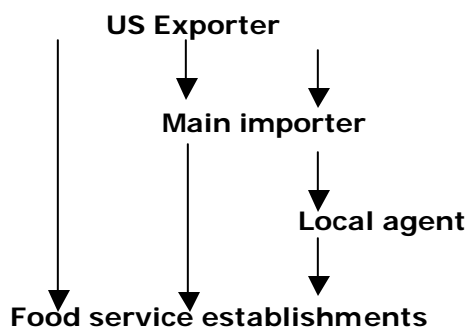 US Exporter
Main importer
Local agent
Food service establishments